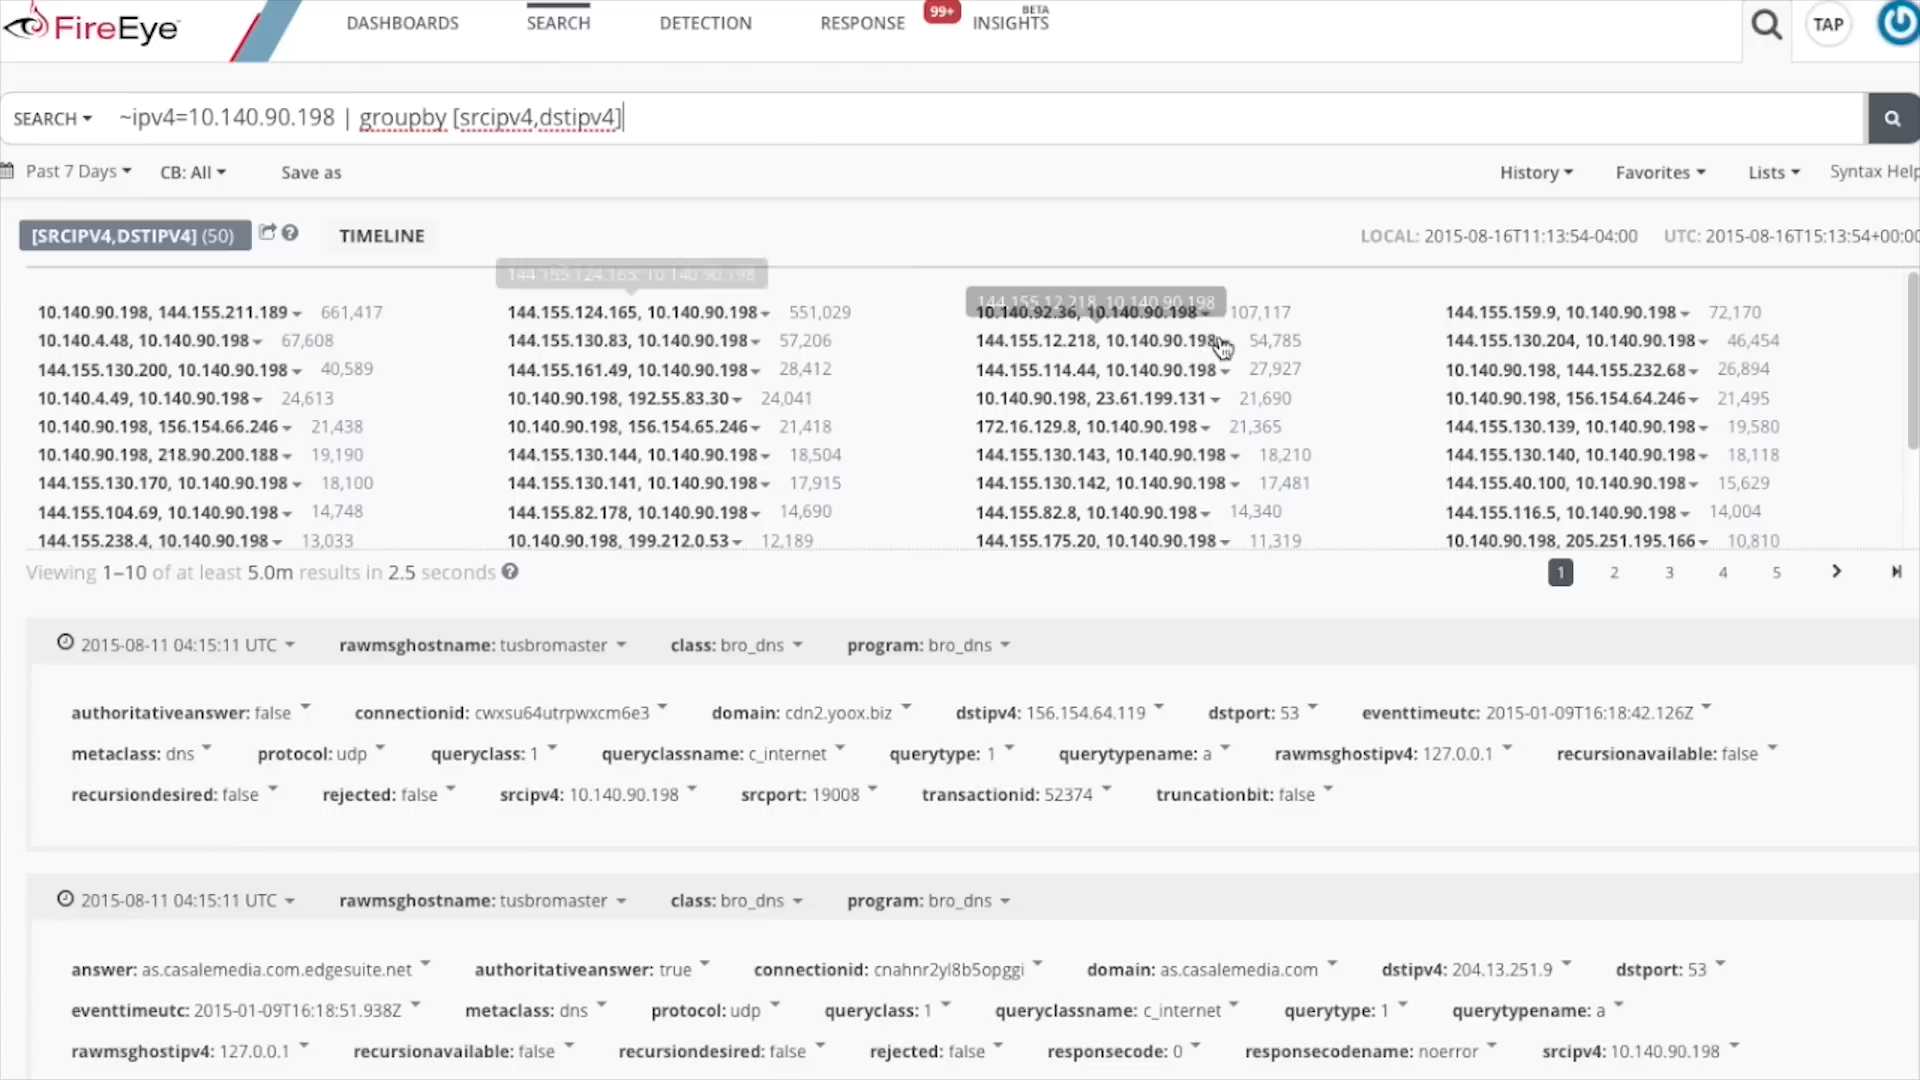 FireEye DASHBOARDS SEARCH DETECTION RESPONSE 99+ INSIGHTS BETA TAP
SEARCH ~ipv4=10.140.90.198 | groupby [srcipv4,dstipv4]
Past 7 Days CB: All Save as History Favorites Lists Syntax Help
[SRCIPV4,DSTIPV4] (50) TIMELINE LOCAL: 2015-08-16T11:13:54-04:00 UTC: 2015-08-16T15:13:54+00:00
144.155.124.165, 10.140.90.198
144.155.12.218, 10.140.90.198
10.140.90.198, 144.155.211.189 661,417 144.155.124.165, 10.140.90.198 551,029 10.140.92.36, 10.140.90.198 107,117 144.155.159.9, 10.140.90.198 72,170
10.140.4.48, 10.140.90.198 67,608 144.155.130.83, 10.140.90.198 57,206 144.155.12.218, 10.140.90.198 54,785 144.155.130.204, 10.140.90.198 46,454
144.155.130.200, 10.140.90.198 40,589 144.155.161.49, 10.140.90.198 28,412 144.155.114.44, 10.140.90.198 27,927 10.140.90.198, 144.155.232.68 26,894
10.140.4.49, 10.140.90.198 24,613 10.140.90.198, 192.55.83.30 24,041 10.140.90.198, 23.61.199.131 21,690 10.140.90.198, 156.154.64.246 21,495
10.140.90.198, 156.154.66.246 21,438 10.140.90.198, 156.154.65.246 21,418 172.16.129.8, 10.140.90.198 21,365 144.155.130.139, 10.140.90.198 19,580
10.140.90.198, 218.90.200.188 19,190 144.155.130.144, 10.140.90.198 18,504 144.155.130.143, 10.140.90.198 18,210 144.155.130.140, 10.140.90.198 18,118
144.155.130.170, 10.140.90.198 18,100 144.155.130.141, 10.140.90.198 17,915 144.155.130.142, 10.140.90.198 17,481 144.155.40.100, 10.140.90.198 15,629
144.155.104.69, 10.140.90.198 14,748 144.155.82.178, 10.140.90.198 14,690 144.155.82.8, 10.140.90.198 14,340 144.155.116.5, 10.140.90.198 14,004
144.155.238.4, 10.140.90.198 13,033 10.140.90.198, 199.212.0.53 12,189 144.155.175.20, 10.140.90.198 11,319 10.140.90.198, 205.251.195.166 10,810
Viewing 1–10 of at least 5.0m results in 2.5 seconds 1 2 3 4 5
2015-08-11 04:15:11 UTC rawmsghostname: tusbromaster class: bro_dns program: bro_dns
authoritativeanswer: false connectionid: cwxsu64utrpwxcm6e3 domain: cdn2.yoox.biz dstipv4: 156.154.64.119 dstport: 53 eventtimeutc: 2015-01-09T16:18:42.126Z
metaclass: dns protocol: udp queryclass: 1 queryclassname: c_internet querytype: 1 querytypename: a rawmsghostipv4: 127.0.0.1 recursionavailable: false
recursiondesired: false rejected: false srcipv4: 10.140.90.198 srcport: 19008 transactionid: 52374 truncationbit: false
2015-08-11 04:15:11 UTC rawmsghostname: tusbromaster class: bro_dns program: bro_dns
answer: as.casalemedia.com.edgesuite.net authoritativeanswer: true connectionid: cnahnr2yl8b5opggi domain: as.casalemedia.com dstipv4: 204.13.251.9 dstport: 53
eventtimeutc: 2015-01-09T16:18:51.938Z metaclass: dns protocol: udp queryclass: 1 queryclassname: c_internet querytype: 1 querytypename: a
rawmsghostipv4: 127.0.0.1 recursionavailable: false recursiondesired: false rejected: false responsecode: 0 responsecodename: noerror srcipv4: 10.140.90.198